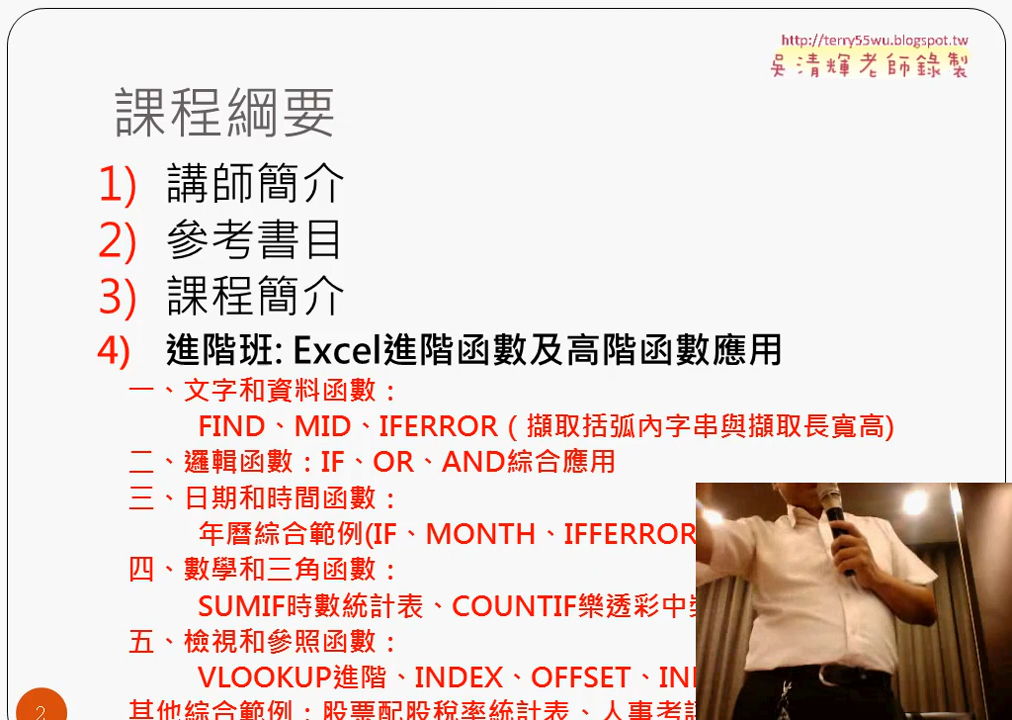 http://terry55wu.blogspot.tw
吳清輝老師錄製
課程綱要
1) 講師簡介
2) 參考書目
3) 課程簡介
4) 進階班: Excel進階函數及高階函數應用
一、文字和資料函數：
FIND、MID、IFERROR（擷取括弧內字串與擷取長寬高)
二、邏輯函數：IF、OR、AND綜合應用
三、日期和時間函數：
年曆綜合範例(IF、MONTH、IFFERROR
四、數學和三角函數：
SUMIF時數統計表、COUNTIF樂透彩中
五、檢視和參照函數：
VLOOKUP進階、INDEX、OFFSET、IN
其他綜合範例：股票配股稅率統計表、人事考
2